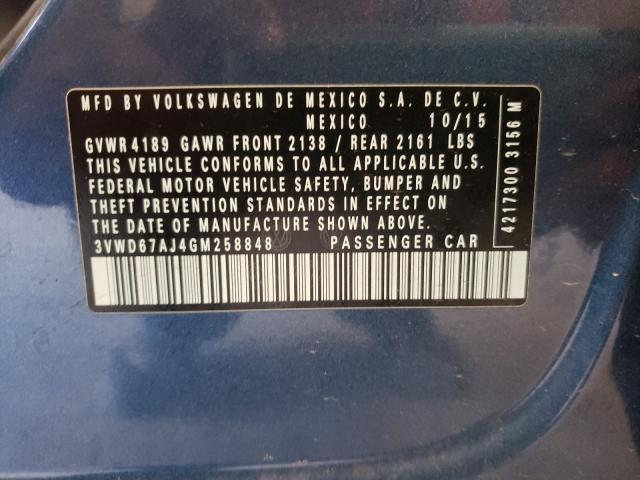 MFD BY VOLKSWAGEN DE MEXICO S.A. DE C.V.
MEXICO 10/15
GVWR 4189 GAWR FRONT 2138 / REAR 2161 LBS
THIS VEHICLE CONFORMS TO ALL APPLICABLE U.S.
FEDERAL MOTOR VEHICLE SAFETY, BUMPER AND
THEFT PREVENTION STANDARDS IN EFFECT ON
THE DATE OF MANUFACTURE SHOWN ABOVE.
3VWD67AJ4GM258848 PASSENGER CAR
4217300 3156 M